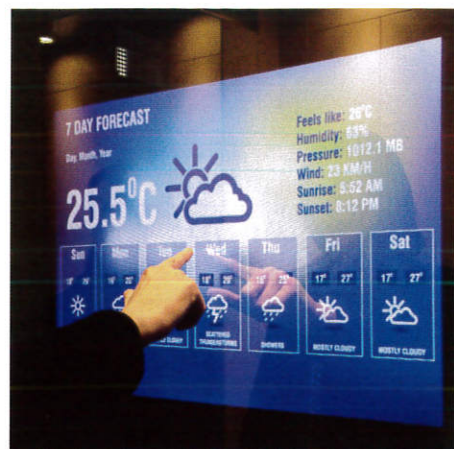 7 DAY FORECAST
Day, Month, Year
25.5°C
Feels like: 26°C
Humidity: 63%
Pressure: 1012.1 MB
Wind: 23 KM/H
Sunrise: 5:52 AM
Sunset: 8:12 PM
Sun Mon Tue Wed Thu Fri Sat
17° 27° 17° 27°
SCATTERED THUNDERSTORMS
SHOWERS
MOSTLY CLOUDY
MOSTLY CLOUDY